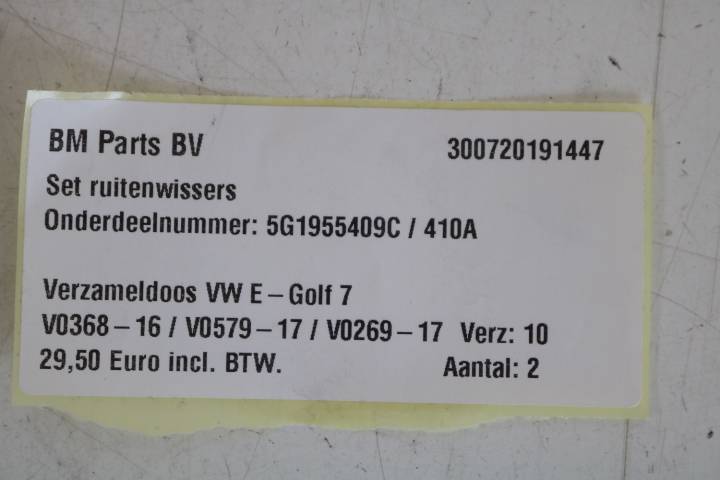 BM Parts BV 300720191447
Set ruitenwissers
Onderdeelnummer: 5G1955409C / 410A
Verzameldoos VW E – Golf 7
V0368 – 16 / V0579 – 17 / V0269 – 17 Verz: 10
29,50 Euro incl. BTW. Aantal: 2